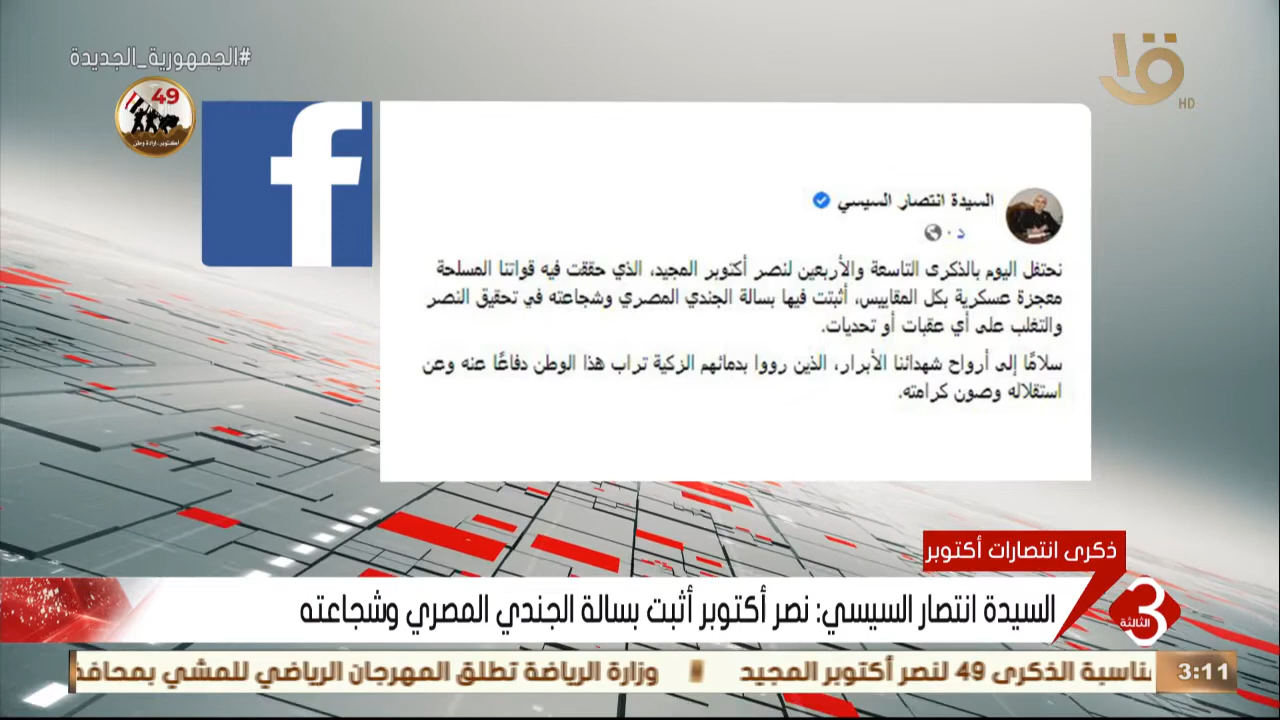 #الجمهورية_الجديدة
HD
49
أكتوبر..إرادة وطن
السيدة انتصار السيسي
٠ د ·
نحتفل اليوم بالذكرى التاسعة والأربعين لنصر أكتوبر المجيد، الذي حققت فيه قواتنا المسلحة
معجزة عسكرية بكل المقاييس، أثبتت فيها بسالة الجندي المصري وشجاعته في تحقيق النصر
والتغلب على أي عقبات أو تحديات.
سلامًا إلى أرواح شهدائنا الأبرار، الذين رووا بدمائهم الزكية تراب هذا الوطن دفاعًا عنه وعن
استقلاله وصون كرامته.
ذكرى انتصارات أكتوبر
السيدة انتصار السيسي: نصر أكتوبر أثبت بسالة الجندي المصري وشجاعته
3
الثالثة
3:11
ناسبة الذكرى 49 لنصر أكتوبر المجيد
وزارة الرياضة تطلق المهرجان الرياضي للمشي بمحافظ